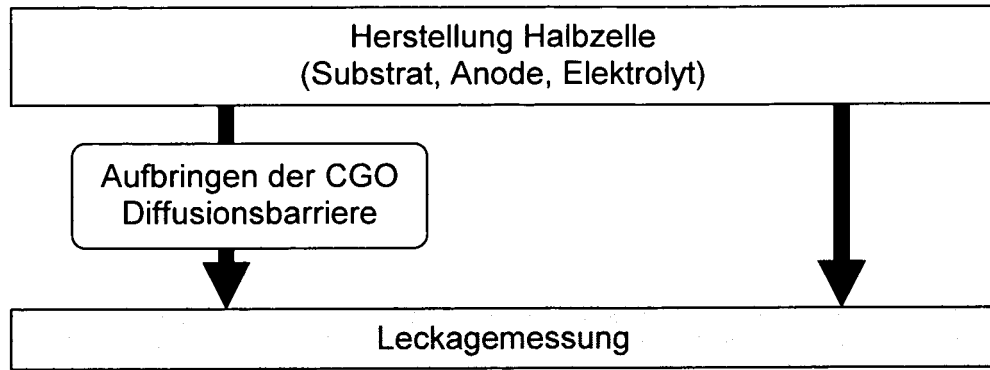 Herstellung Halbzelle
(Substrat, Anode, Elektrolyt)
Aufbringen der CGO
Diffusionsbarriere
Leckagemessung